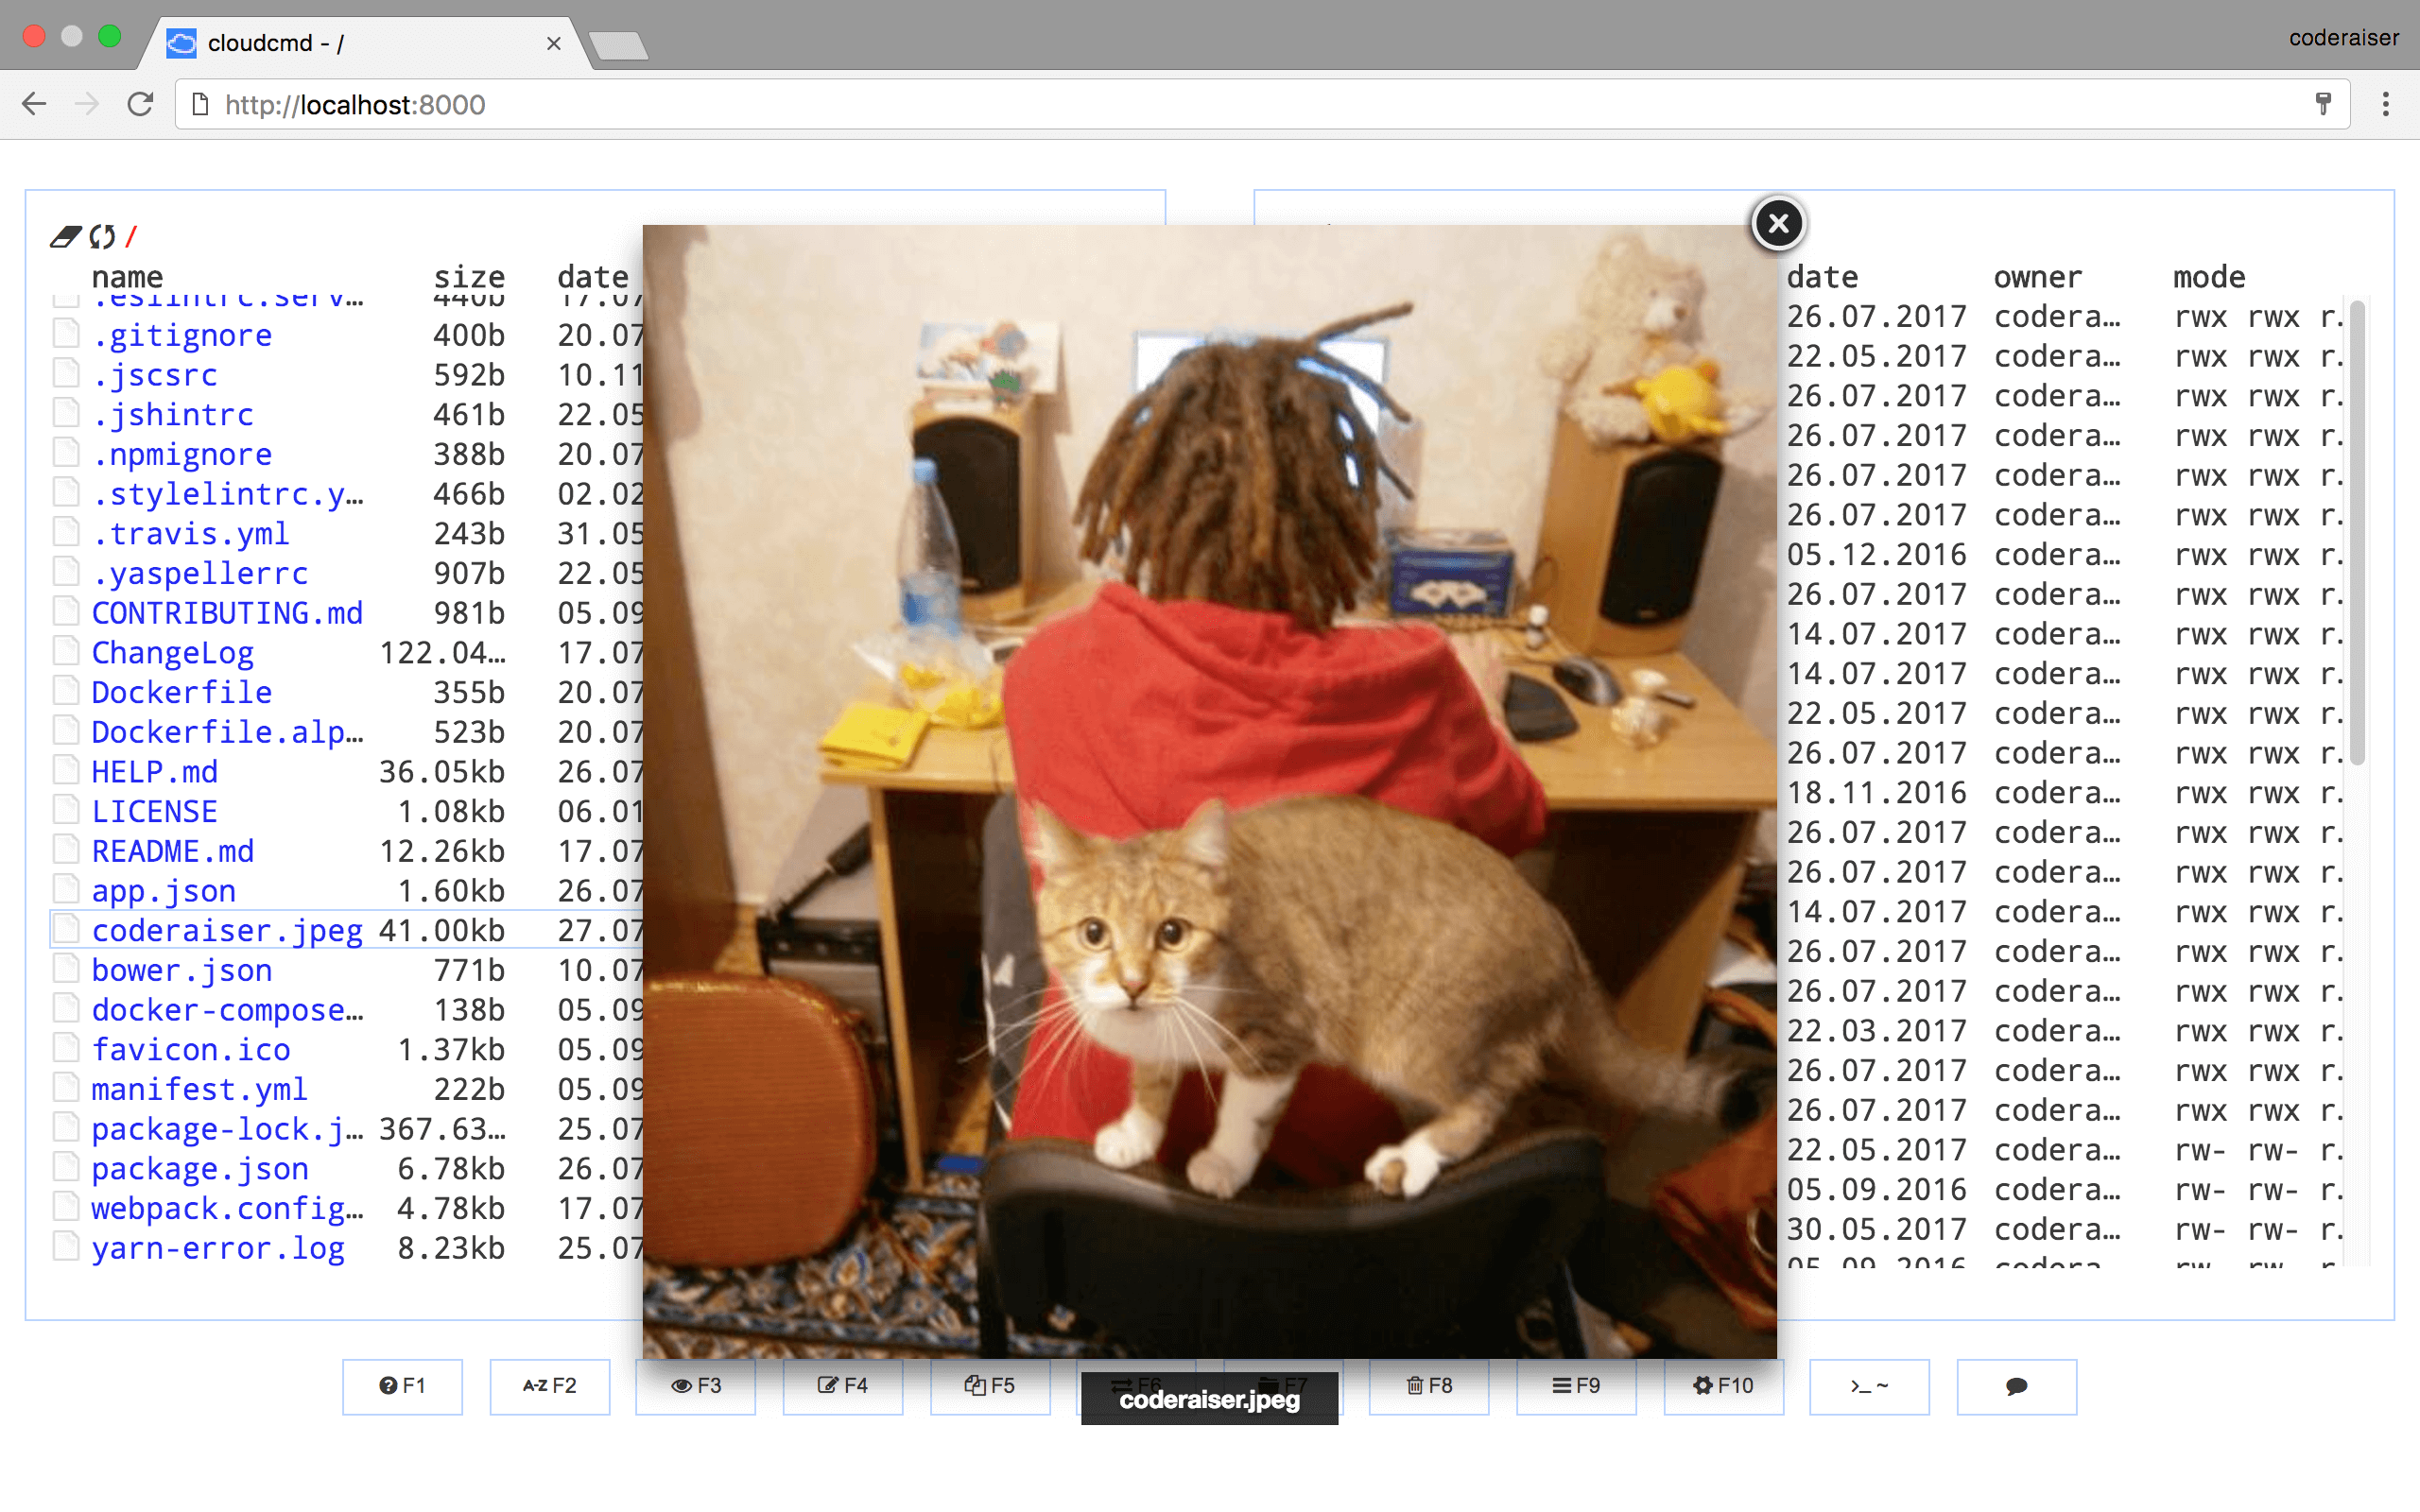 cloudcmd - /
coderaiser
http://localhost:8000
/
name size date
.eslintrc.serv… 440b 17.07
.gitignore 400b 20.07
.jscsrc 592b 10.11
.jshintrc 461b 22.05
.npmignore 388b 20.07
.stylelintrc.y… 466b 02.02
.travis.yml 243b 31.05
.yaspellerrc 907b 22.05
CONTRIBUTING.md 981b 05.09
ChangeLog 122.04… 17.07
Dockerfile 355b 20.07
Dockerfile.alp… 523b 20.07
HELP.md 36.05kb 26.07
LICENSE 1.08kb 06.01
README.md 12.26kb 17.07
app.json 1.60kb 26.07
coderaiser.jpeg 41.00kb 27.07
bower.json 771b 10.07
docker-compose… 138b 05.09
favicon.ico 1.37kb 05.09
manifest.yml 222b 05.09
package-lock.j… 367.63… 25.07
package.json 6.78kb 26.07
webpack.config… 4.78kb 17.07
yarn-error.log 8.23kb 25.07
date owner mode
26.07.2017 codera… rwx rwx r.
22.05.2017 codera… rwx rwx r.
26.07.2017 codera… rwx rwx r.
26.07.2017 codera… rwx rwx r.
26.07.2017 codera… rwx rwx r.
26.07.2017 codera… rwx rwx r.
05.12.2016 codera… rwx rwx r.
26.07.2017 codera… rwx rwx r.
14.07.2017 codera… rwx rwx r.
14.07.2017 codera… rwx rwx r.
22.05.2017 codera… rwx rwx r.
26.07.2017 codera… rwx rwx r.
18.11.2016 codera… rwx rwx r.
26.07.2017 codera… rwx rwx r.
26.07.2017 codera… rwx rwx r.
14.07.2017 codera… rwx rwx r.
26.07.2017 codera… rwx rwx r.
26.07.2017 codera… rwx rwx r.
22.03.2017 codera… rwx rwx r.
26.07.2017 codera… rwx rwx r.
26.07.2017 codera… rwx rwx r.
22.05.2017 codera… rw- rw- r.
05.09.2016 codera… rw- rw- r.
30.05.2017 codera… rw- rw- r.
05.09.2016 codera… rw- rw- r.
F1 A-Z F2 F3 F4 F5 F6 F7 F8 F9 F10 >_ ~
coderaiser.jpeg